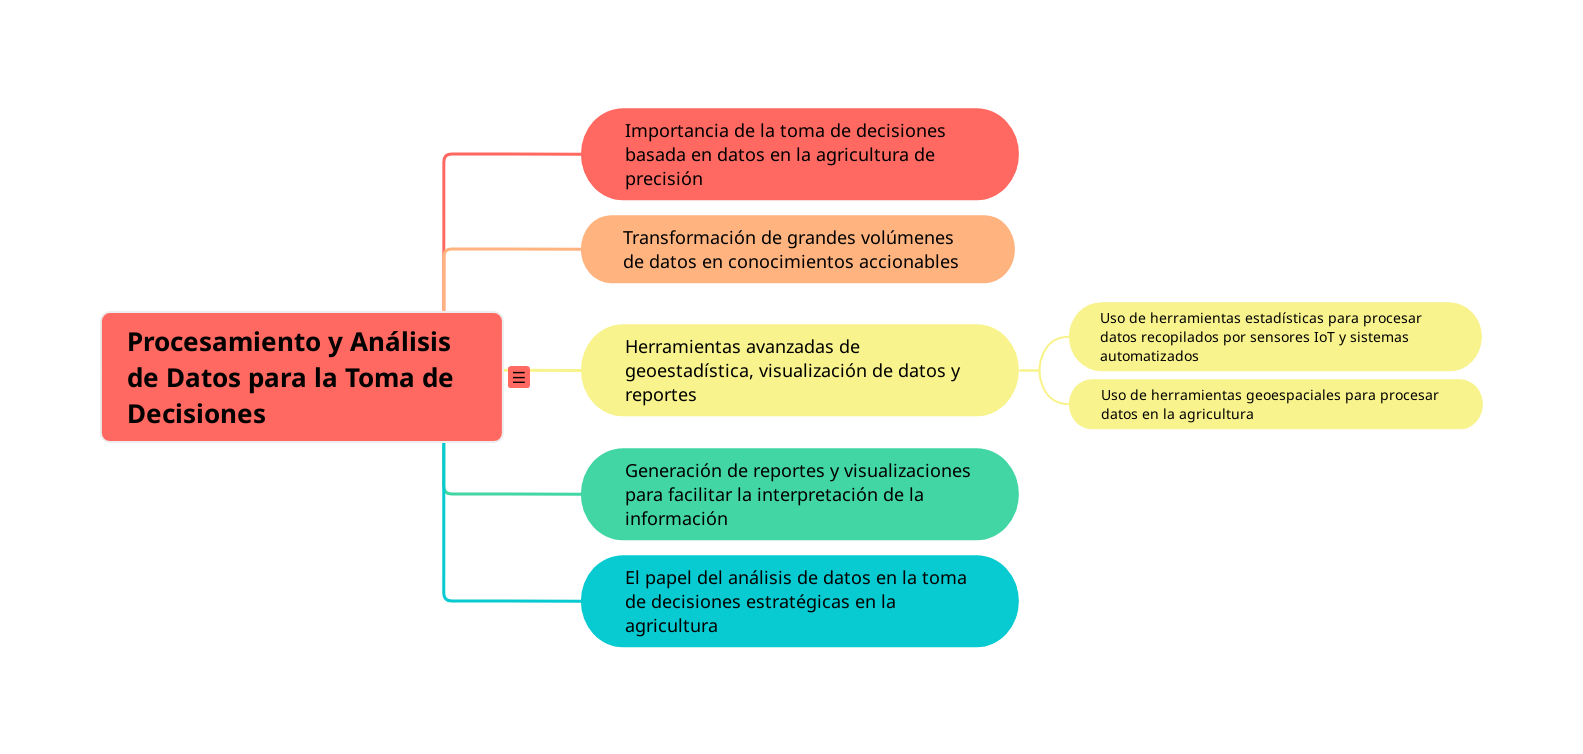 Procesamiento y Análisis
de Datos para la Toma de
Decisiones
Importancia de la toma de decisiones
basada en datos en la agricultura de
precisión
Transformación de grandes volúmenes
de datos en conocimientos accionables
Herramientas avanzadas de
geoestadística, visualización de datos y
reportes
Uso de herramientas estadísticas para procesar
datos recopilados por sensores IoT y sistemas
automatizados
Uso de herramientas geoespaciales para procesar
datos en la agricultura
Generación de reportes y visualizaciones
para facilitar la interpretación de la
información
El papel del análisis de datos en la toma
de decisiones estratégicas en la
agricultura